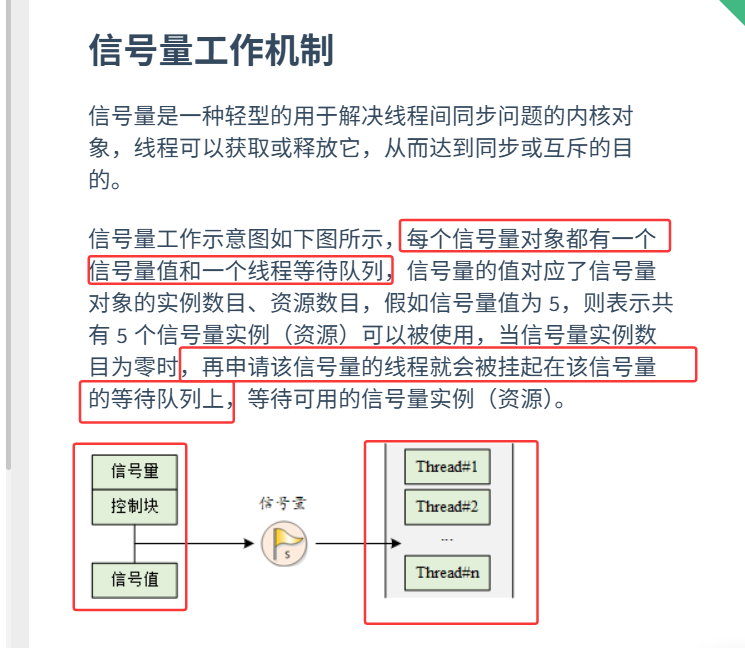 信号量工作机制
信号量是一种轻型的用于解决线程间同步问题的内核对
象，线程可以获取或释放它，从而达到同步或互斥的目
的。
信号量工作示意图如下图所示，每个信号量对象都有一个
信号量值和一个线程等待队列，信号量的值对应了信号量
对象的实例数目、资源数目，假如信号量值为 5，则表示共
有 5 个信号量实例（资源）可以被使用，当信号量实例数
目为零时，再申请该信号量的线程就会被挂起在该信号量
的等待队列上，等待可用的信号量实例（资源）。
信号量
控制块
信号值
信号量
S
Thread#1
Thread#2
...
Thread#n